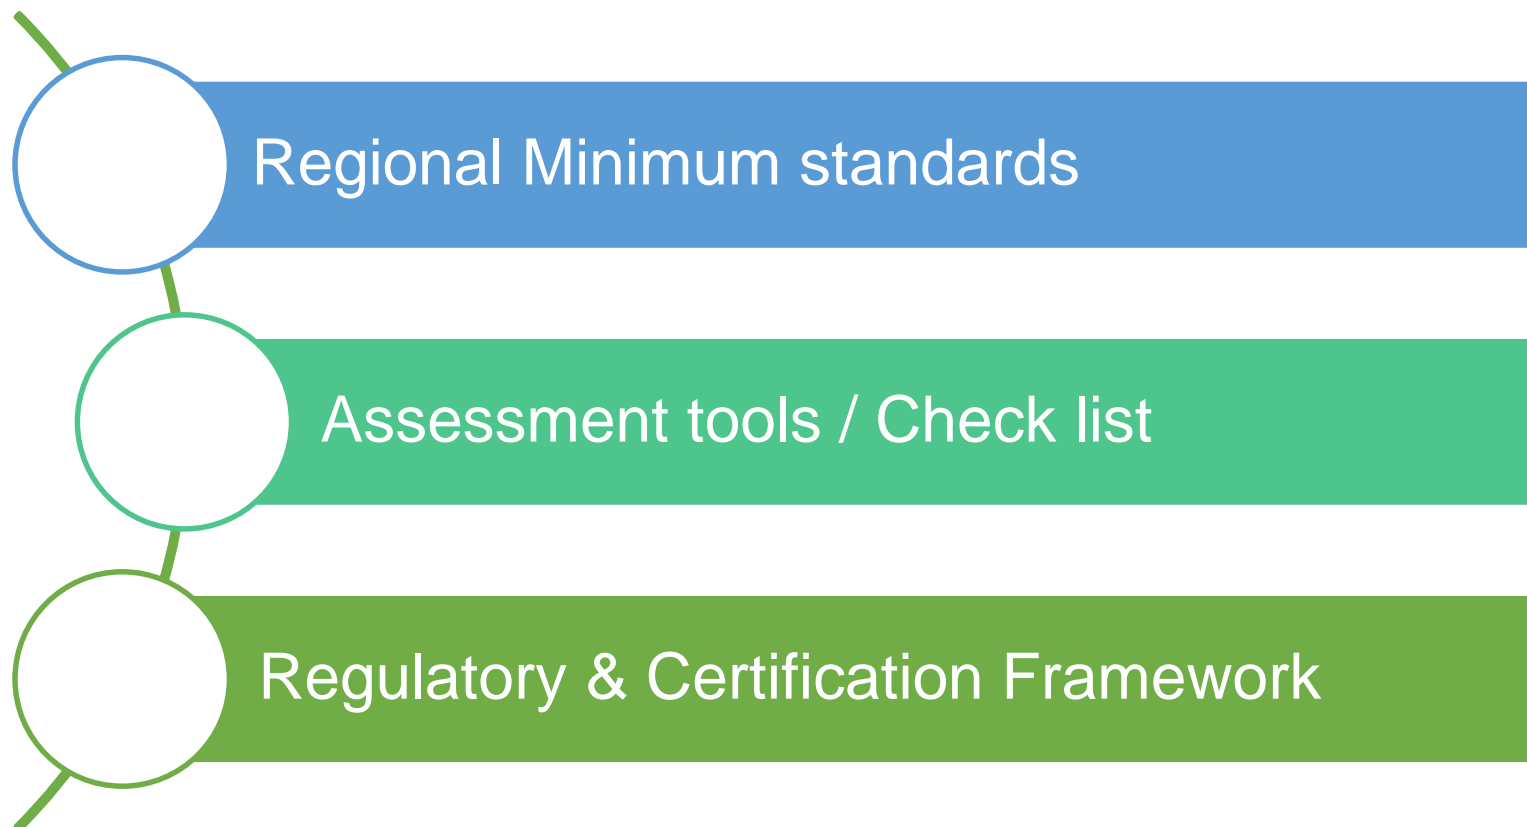 Regional Minimum standards
Assessment tools / Check list
Regulatory & Certification Framework